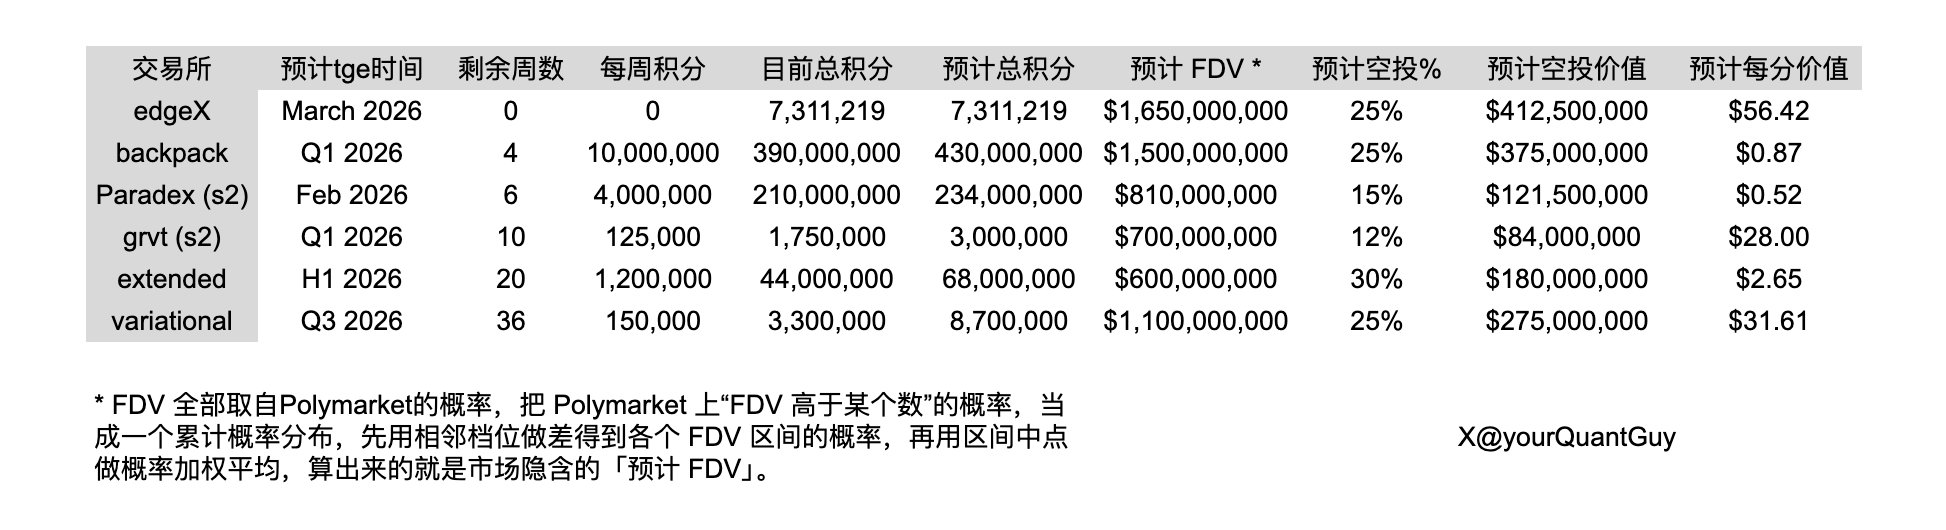 交易所 预计tge时间 剩余周数 每周积分 目前总积分 预计总积分 预计 FDV * 预计空投% 预计空投价值 预计每分价值
edgeX March 2026 0 0 7,311,219 7,311,219 $1,650,000,000 25% $412,500,000 $56.42
backpack Q1 2026 4 10,000,000 390,000,000 430,000,000 $1,500,000,000 25% $375,000,000 $0.87
Paradex (s2) Feb 2026 6 4,000,000 210,000,000 234,000,000 $810,000,000 15% $121,500,000 $0.52
grvt (s2) Q1 2026 10 125,000 1,750,000 3,000,000 $700,000,000 12% $84,000,000 $28.00
extended H1 2026 20 1,200,000 44,000,000 68,000,000 $600,000,000 30% $180,000,000 $2.65
variational Q3 2026 36 150,000 3,300,000 8,700,000 $1,100,000,000 25% $275,000,000 $31.61
* FDV 全部取自Polymarket的概率，把 Polymarket 上“FDV 高于某个数”的概率，当
成一个累计概率分布，先用相邻档位做差得到各个 FDV 区间的概率，再用区间中点
做概率加权平均，算出来的就是市场隐含的「预计 FDV」。
X@yourQuantGuy